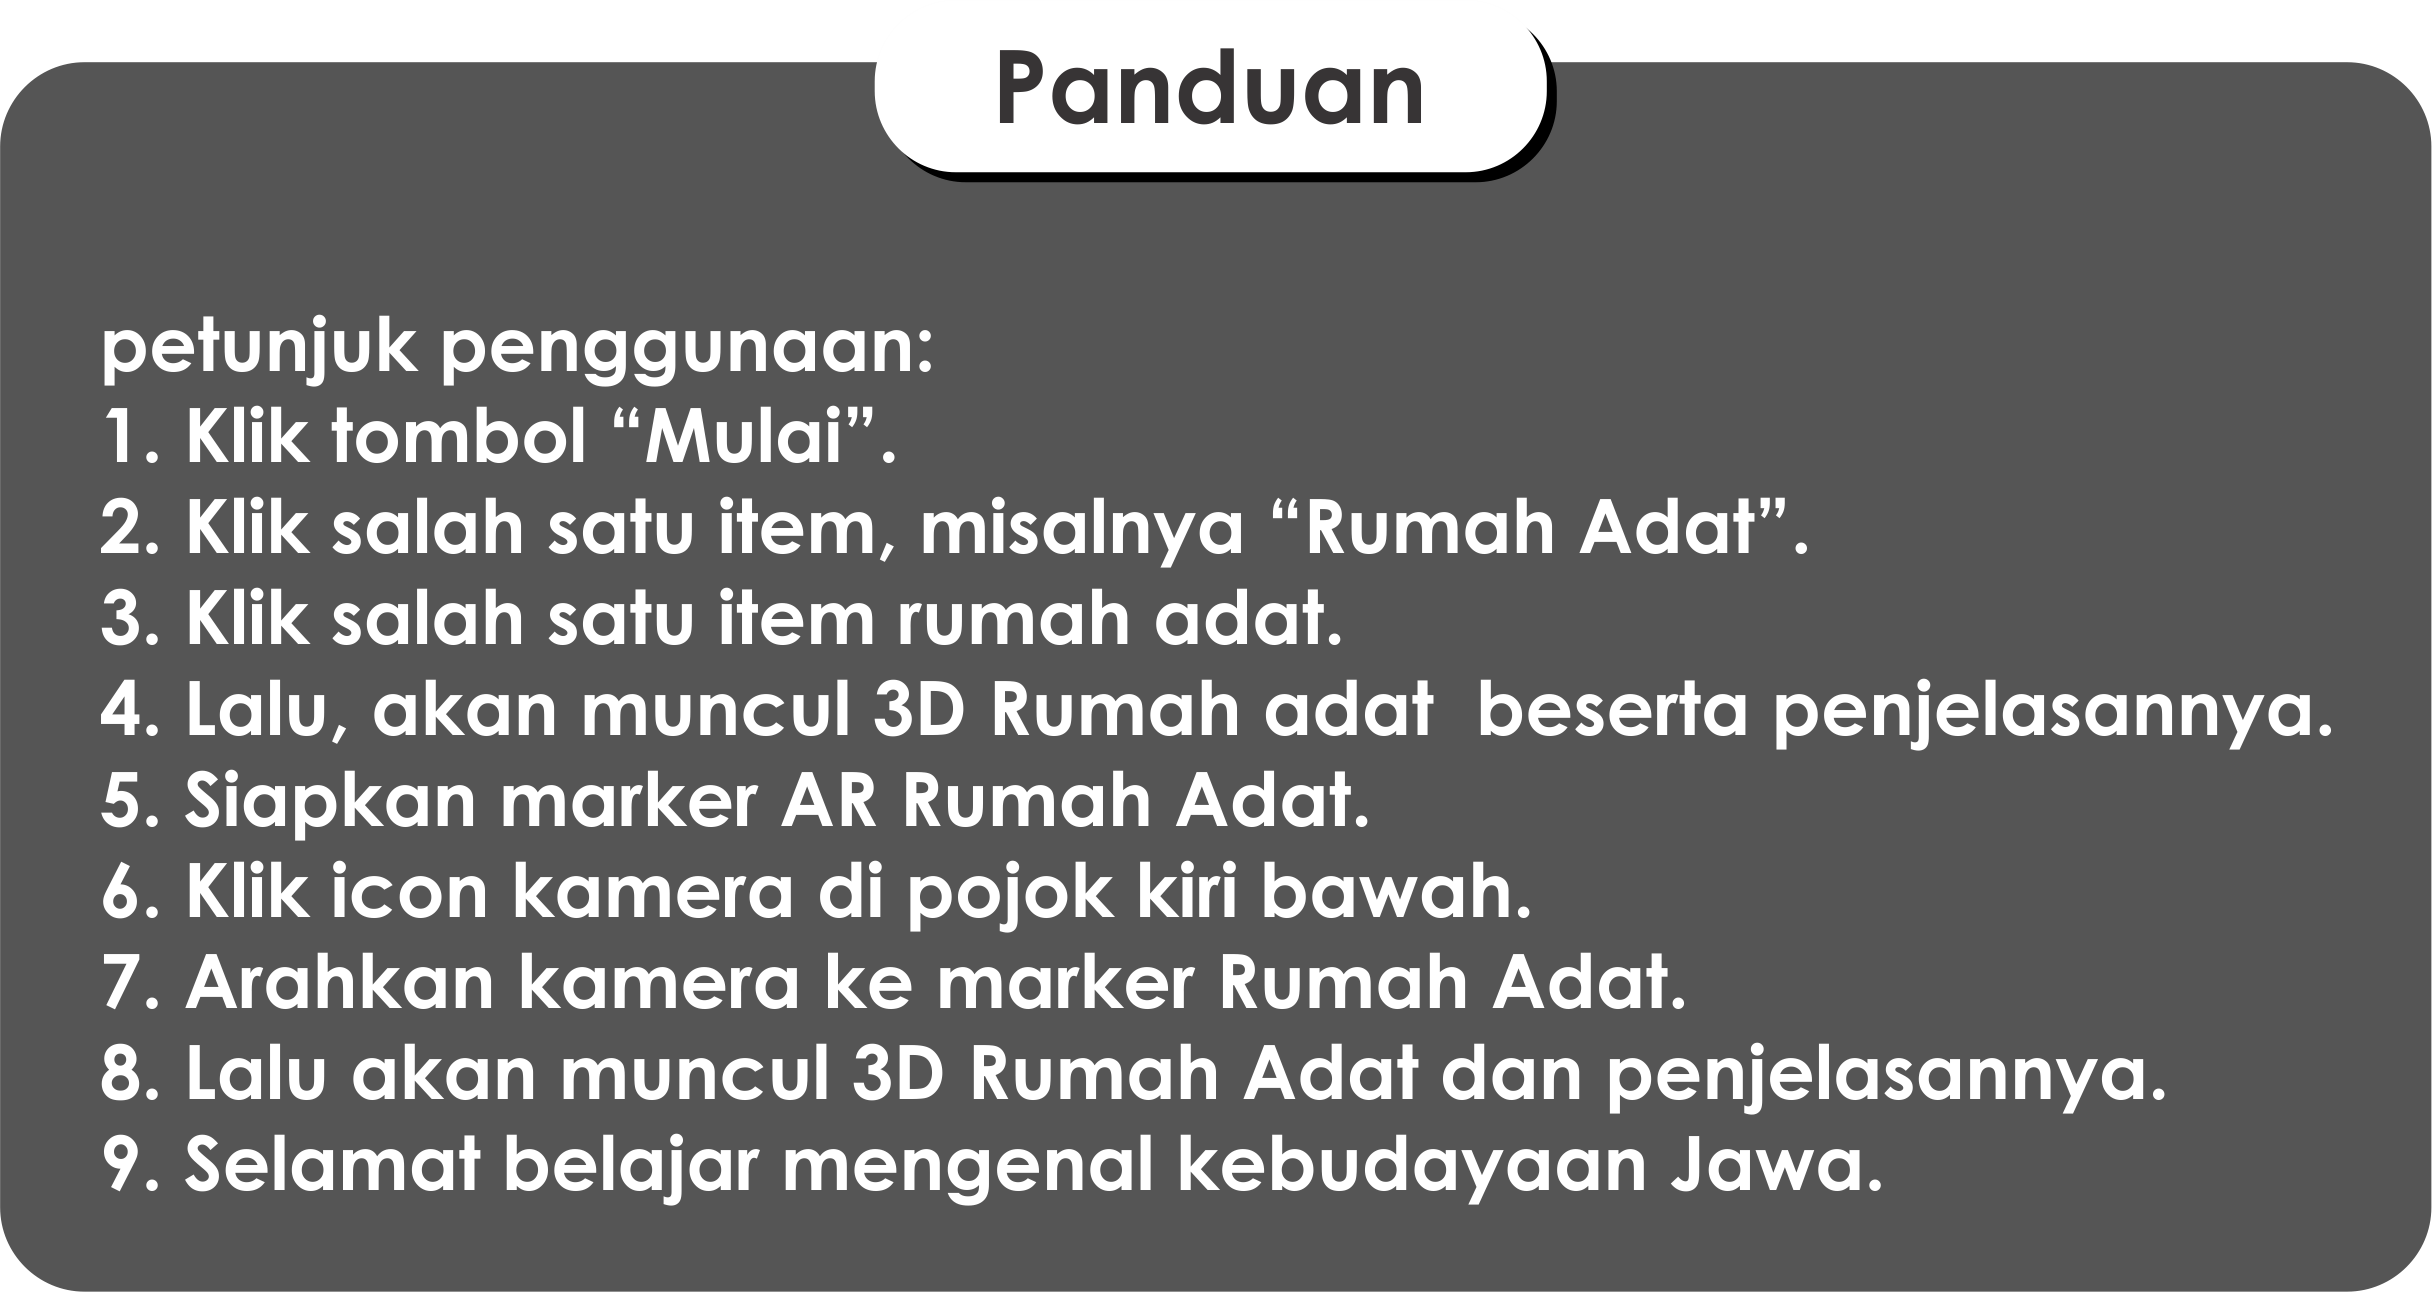 Panduan
petunjuk penggunaan:
1. Klik tombol “Mulai”.
2. Klik salah satu item, misalnya “Rumah Adat”.
3. Klik salah satu item rumah adat.
4. Lalu, akan muncul 3D Rumah adat  beserta penjelasannya.
5. Siapkan marker AR Rumah Adat.
6. Klik icon kamera di pojok kiri bawah.
7. Arahkan kamera ke marker Rumah Adat.
8. Lalu akan muncul 3D Rumah Adat dan penjelasannya.
9. Selamat belajar mengenal kebudayaan Jawa.